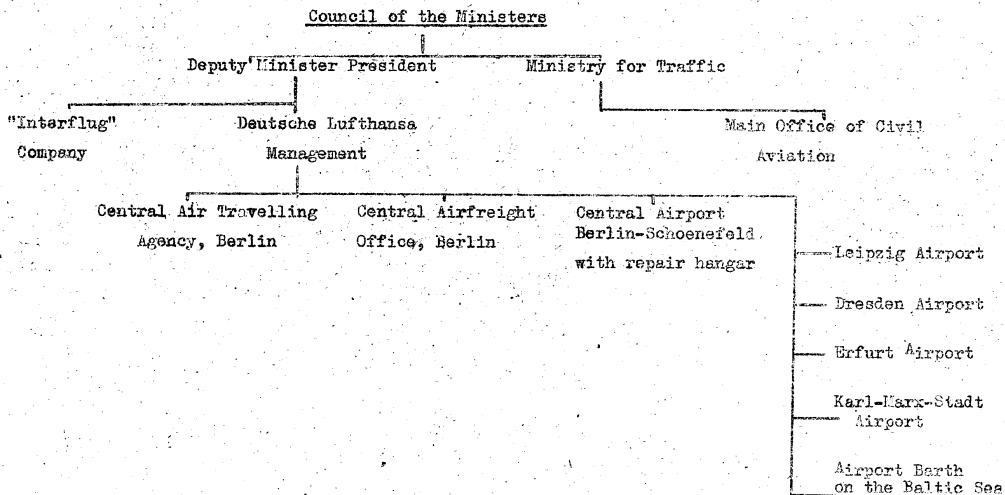 Council of the Ministers
Deputy Minister President
Ministry for Traffic
"Interflug"
Company
Deutsche Lufthansa
Management
Main Office of Civil
Aviation
Central Air Travelling
Agency, Berlin
Central Airfreight
Office, Berlin
Central Airport
Berlin-Schoenefeld
with repair hangar
Leipzig Airport
Dresden Airport
Erfurt Airport
Karl-Marx-Stadt
Airport
Airport Barth
on the Baltic Sea